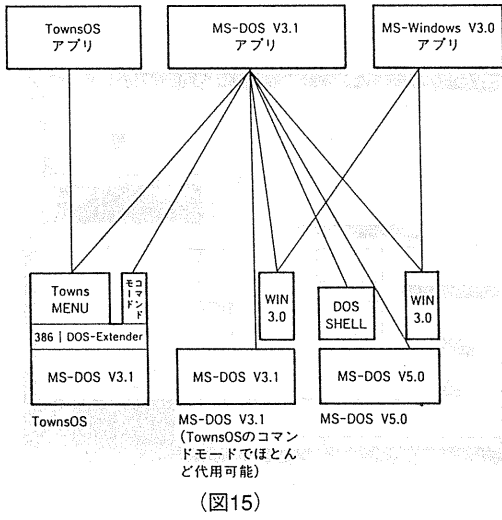 TownsOS
アプリ
MS-DOS V3.1
アプリ
MS-Windows V3.0
アプリ
Towns
MENU
コマンド
モード
386 | DOS-Extender
MS-DOS V3.1
TownsOS
WIN
3.0
MS-DOS V3.1
MS-DOS V3.1
(TownsOSのコマン
ドモードでほとん
ど代用可能)
DOS
SHELL
WIN
3.0
MS-DOS V5.0
MS-DOS V5.0
(図15)